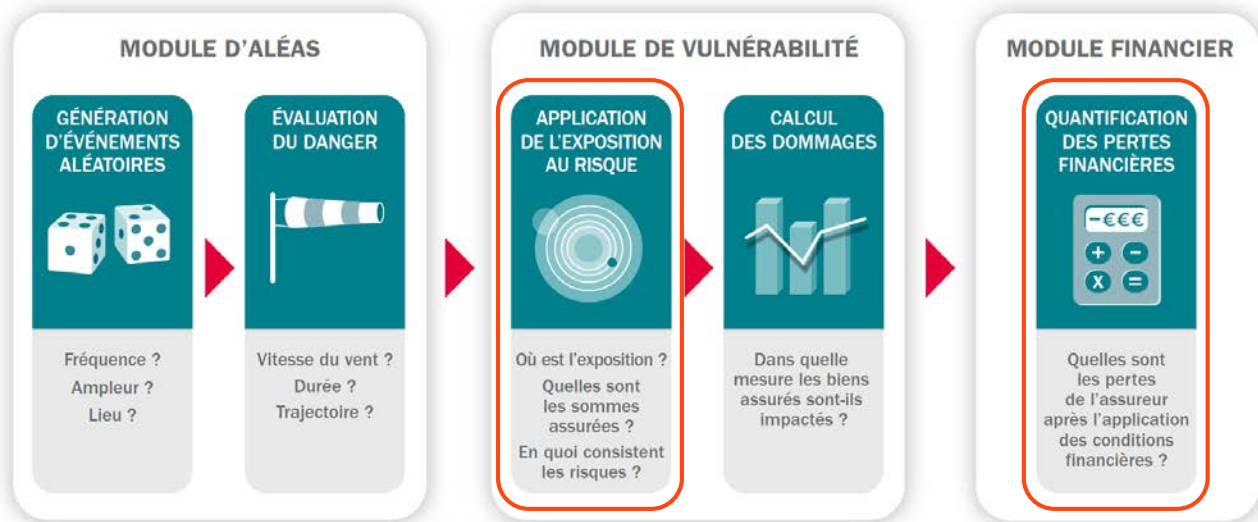 MODULE D'ALÉAS
GÉNÉRATION
D'ÉVÉNEMENTS
ALÉATOIRES
Fréquence ?
Ampleur ?
Lieu ?
ÉVALUATION
DU DANGER
Vitesse du vent ?
Durée ?
Trajectoire ?
MODULE DE VULNÉRABILITÉ
APPLICATION
DE L'EXPOSITION
AU RISQUE
Où est l'exposition ?
Quelles sont
les sommes
assurées ?
En quoi consistent
les risques ?
CALCUL
DES DOMMAGES
Dans quelle
mesure les biens
assurés sont-ils
impactés ?
MODULE FINANCIER
QUANTIFICATION
DES PERTES
FINANCIÈRES
-€€€
+ -
x =
Quelles sont
les pertes
de l'assureur
après l'application
des conditions
financières ?